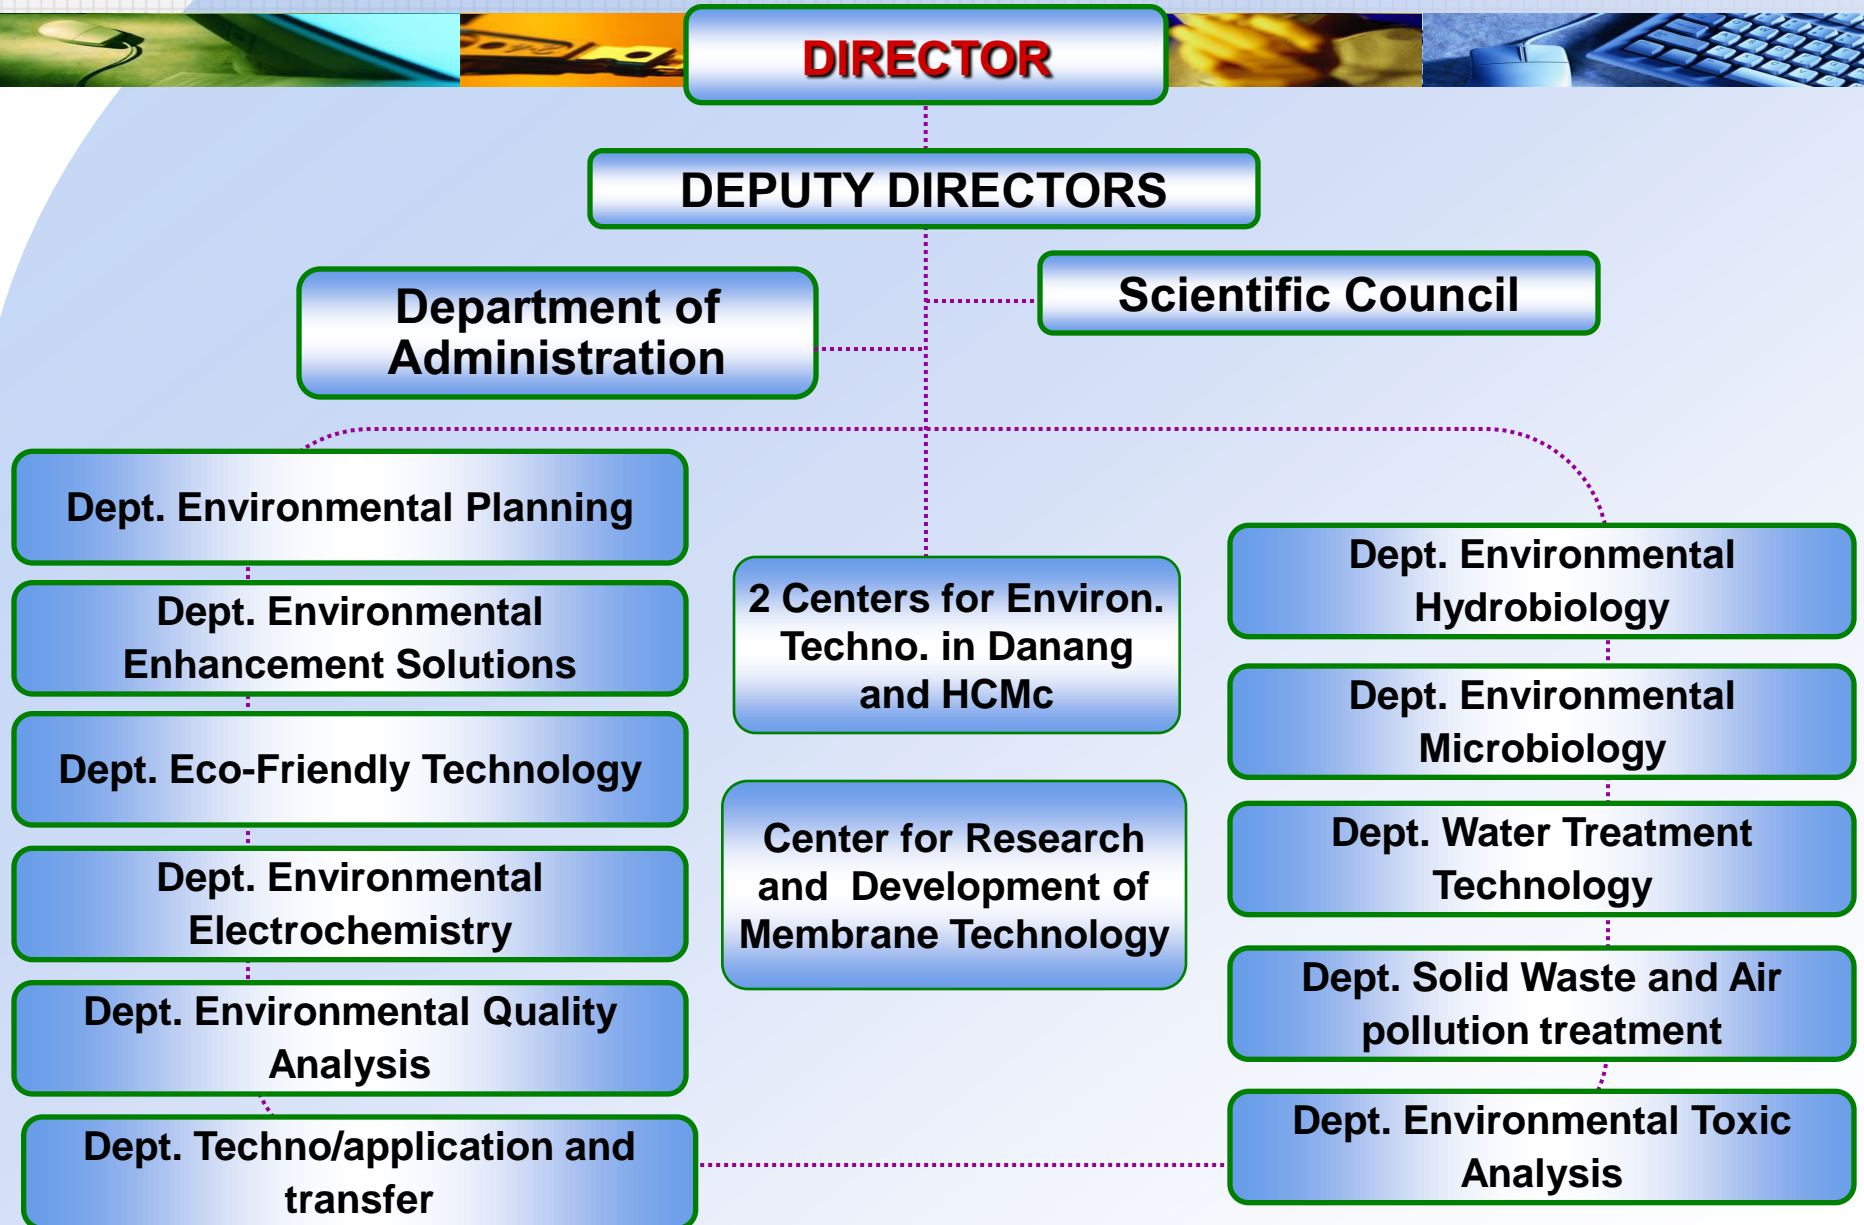 DIRECTOR
DEPUTY DIRECTORS
Scientific Council
Department of
Administration
Dept. Environmental Planning
Dept. Environmental
Enhancement Solutions
Dept. Eco-Friendly Technology
Dept. Environmental
Electrochemistry
Dept. Environmental Quality
Analysis
Dept. Techno/application and
transfer
2 Centers for Environ.
Techno. in Danang
and HCMc
Center for Research
and Development of
Membrane Technology
Dept. Environmental
Hydrobiology
Dept. Environmental
Microbiology
Dept. Water Treatment
Technology
Dept. Solid Waste and Air
pollution treatment
Dept. Environmental Toxic
Analysis